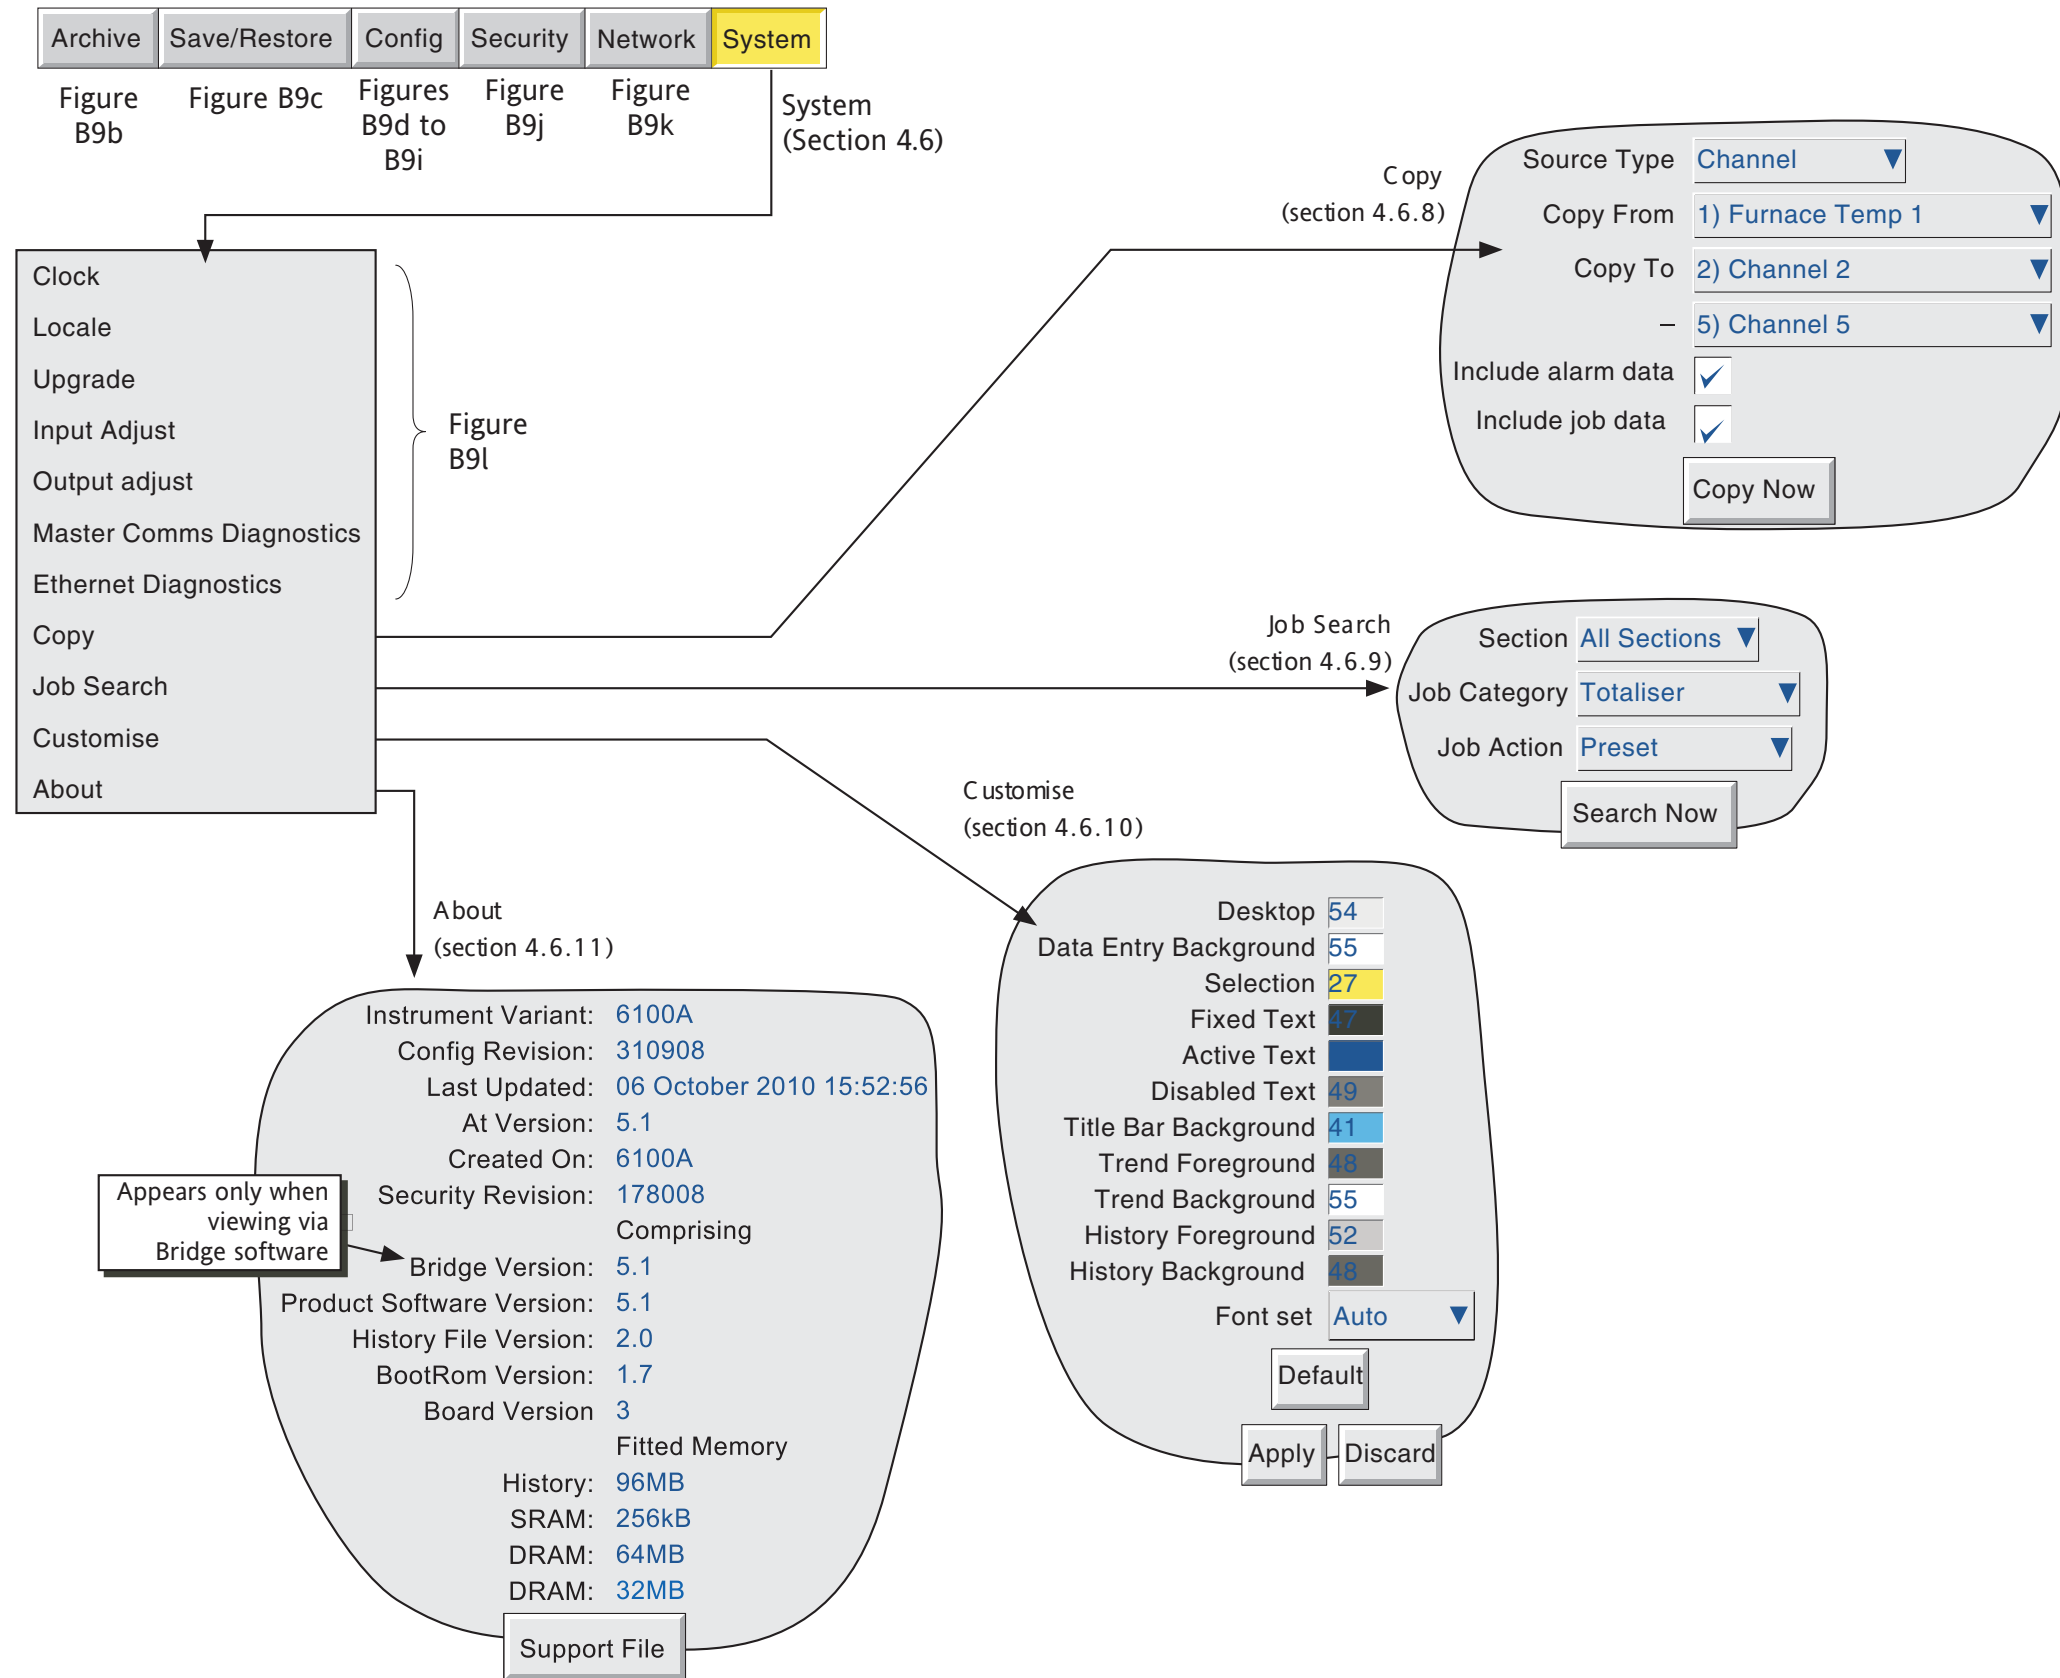 Archive Save/Restore Config Security Network System
Figure
B9b
Figure B9c
Figures
B9d to
B9i
Figure
B9j
Figure
B9k
System
(Section 4.6)
Clock
Locale
Upgrade
Input Adjust
Output adjust
Master Comms Diagnostics
Ethernet Diagnostics
Copy
Job Search
Customise
About
Figure
B9l
Copy
(section 4.6.8)
Source Type Channel
Copy From 1) Furnace Temp 1
Copy To 2) Channel 2
– 5) Channel 5
Include alarm data
Include job data
Copy Now
Job Search
(section 4.6.9)
Section All Sections
Job Category Totaliser
Job Action Preset
Search Now
Customise
(section 4.6.10)
Desktop 54
Data Entry Background 55
Selection 27
Fixed Text 47
Active Text
Disabled Text 49
Title Bar Background 41
Trend Foreground 48
Trend Background 55
History Foreground 52
History Background 48
Font set Auto
Default
Apply Discard
About
(section 4.6.11)
Instrument Variant: 6100A
Config Revision: 310908
Last Updated: 06 October 2010 15:52:56
At Version: 5.1
Created On: 6100A
Security Revision: 178008
Comprising
Bridge Version: 5.1
Product Software Version: 5.1
History File Version: 2.0
BootRom Version: 1.7
Board Version 3
Fitted Memory
History: 96MB
SRAM: 256kB
DRAM: 64MB
DRAM: 32MB
Support File
Appears only when
viewing via
Bridge software